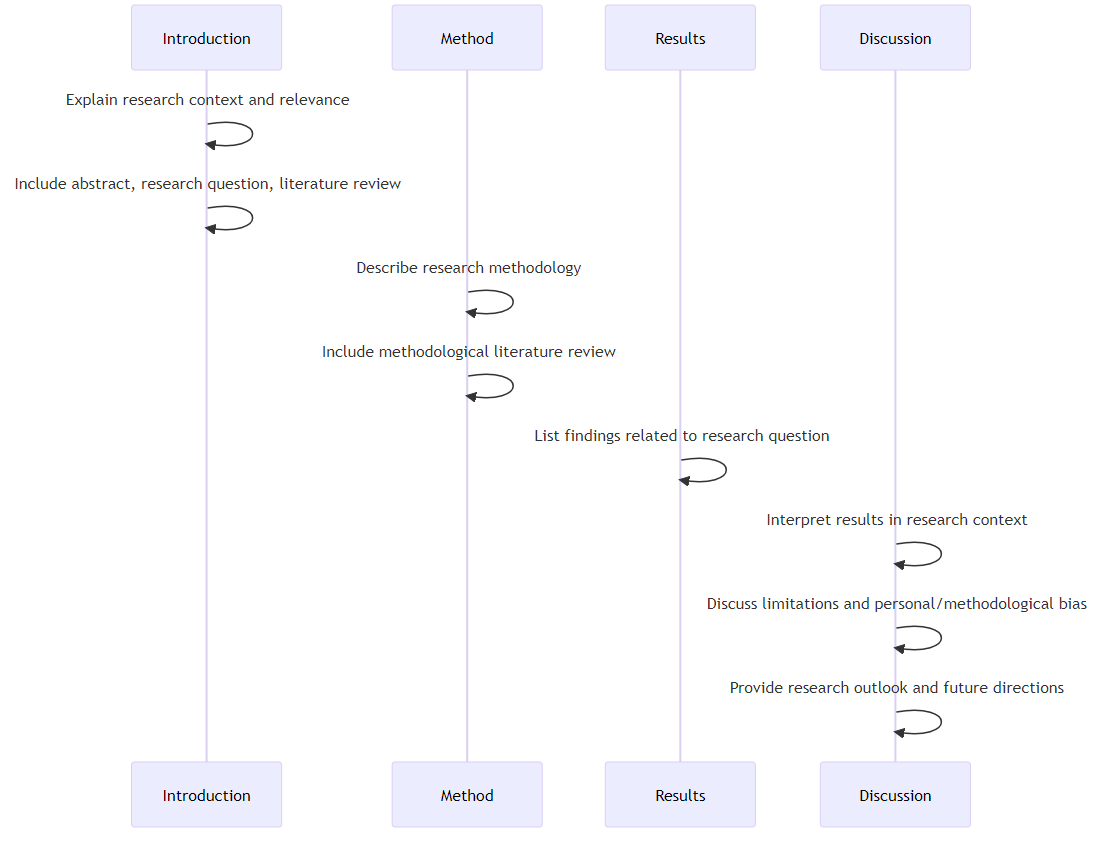 Introduction
Method
Results
Discussion
Explain research context and relevance
Include abstract, research question, literature review
Describe research methodology
Include methodological literature review
List findings related to research question
Interpret results in research context
Discuss limitations and personal/methodological bias
Provide research outlook and future directions
Introduction
Method
Results
Discussion